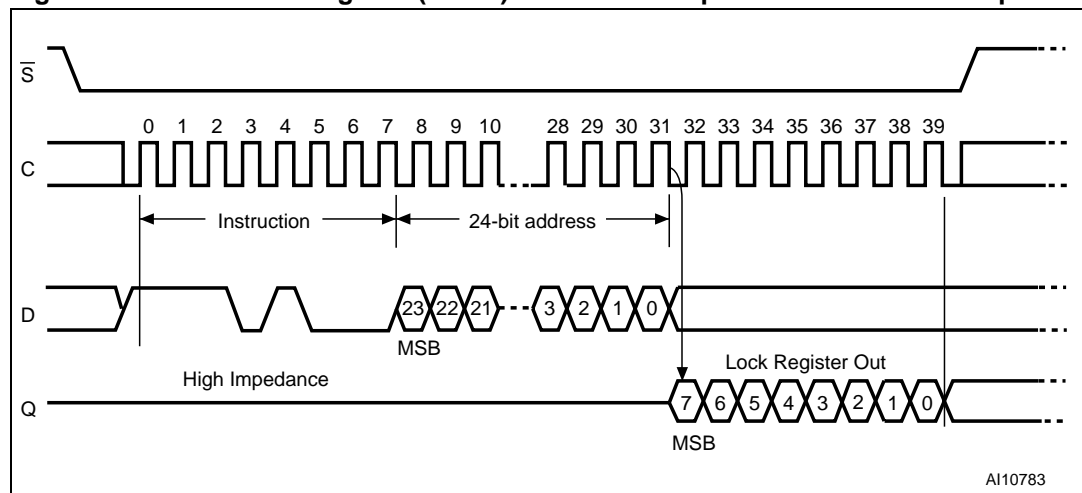 S
0 1 2 3 4 5 6 7 8 9 10 28 29 30 31 32 33 34 35 36 37 38 39
C
Instruction 24-bit address
D 23 22 21 3 2 1 0
MSB
High Impedance Lock Register Out
Q 7 6 5 4 3 2 1 0
MSB
AI10783